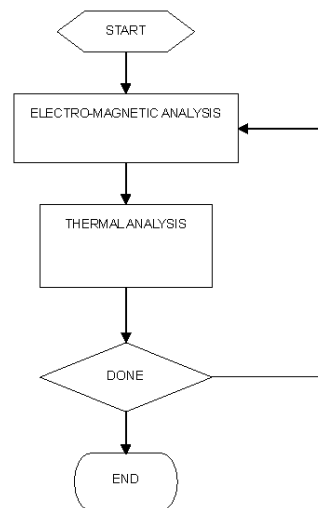 START
ELECTRO-MAGNETIC ANALYSIS
THERMAL ANALYSIS
DONE
END